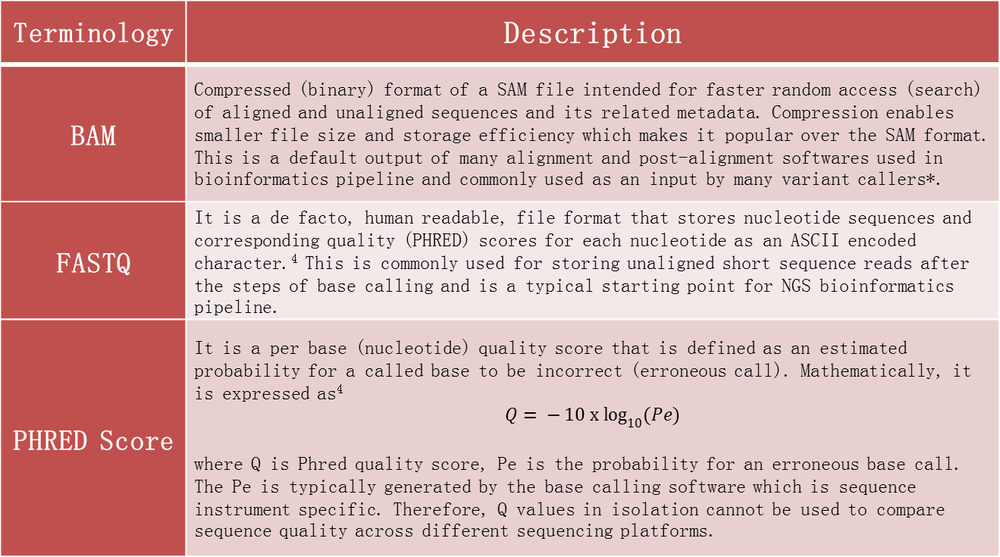 Terminology
Description
BAM
Compressed (binary) format of a SAM file intended for faster random access (search)
of aligned and unaligned sequences and its related metadata. Compression enables
smaller file size and storage efficiency which makes it popular over the SAM format.
This is a default output of many alignment and post-alignment softwares used in
bioinformatics pipeline and commonly used as an input by many variant callers*.
FASTQ
It is a de facto, human readable, file format that stores nucleotide sequences and
corresponding quality (PHRED) scores for each nucleotide as an ASCII encoded
character.⁴ This is commonly used for storing unaligned short sequence reads after
the steps of base calling and is a typical starting point for NGS bioinformatics
pipeline.
PHRED Score
It is a per base (nucleotide) quality score that is defined as an estimated
probability for a called base to be incorrect (erroneous call). Mathematically, it
is expressed as⁴
Q = − 10 x log₁₀(Pe)
where Q is Phred quality score, Pe is the probability for an erroneous base call.
The Pe is typically generated by the base calling software which is sequence
instrument specific. Therefore, Q values in isolation cannot be used to compare
sequence quality across different sequencing platforms.